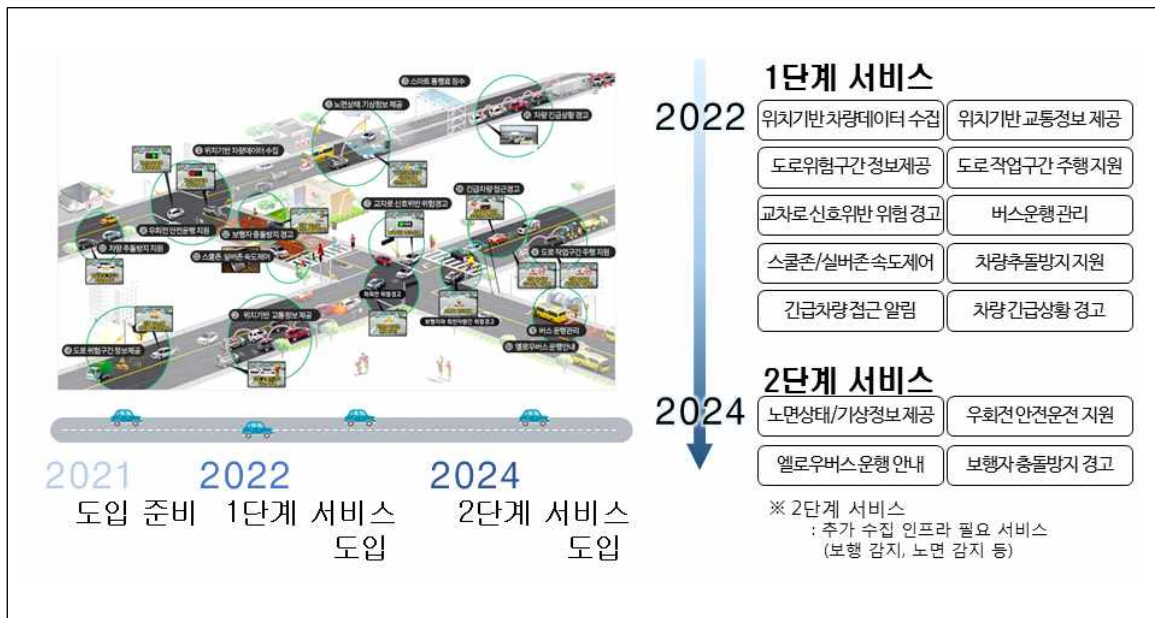 스마트 통행료 징수
노면상태, 기상정보 제공
차량 긴급상황 경고
위치기반 차량데이터 수집
긴급차량 접근경고
교차로 신호위반 위험경고
우회전 안전운행 지원
보행자 충돌방지 경고
차량 추돌방지 지원
스쿨존·실버존 속도제어
도로 작업구간 주행 지원
좌회전 위험경고
위치기반 교통정보 제공
버스 운행관리
도로 위험구간 정보제공
옐로우버스 운행안내
2021
도입 준비
2022
1단계 서비스
도입
2024
2단계 서비스
도입
1단계 서비스
2022
위치기반 차량데이터 수집 위치기반 교통정보 제공
도로위험구간 정보제공 도로 작업구간 주행 지원
교차로 신호위반 위험 경고 버스운행 관리
스쿨존/실버존 속도제어 차량추돌방지 지원
긴급차량 접근 알림 차량 긴급상황 경고
2단계 서비스
2024
노면상태/기상정보 제공 우회전 안전운전 지원
엘로우버스 운행 안내 보행자 충돌방지 경고
※ 2단계 서비스
: 추가 수집 인프라 필요 서비스
(보행 감지, 노면 감지 등)